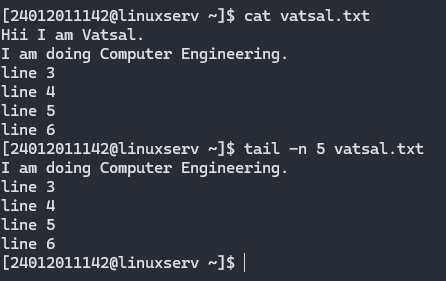 [24012011142@linuxserv ~]$ cat vatsal.txt
Hii I am Vatsal.
I am doing Computer Engineering.
line 3
line 4
line 5
line 6
[24012011142@linuxserv ~]$ tail -n 5 vatsal.txt
I am doing Computer Engineering.
line 3
line 4
line 5
line 6
[24012011142@linuxserv ~]$